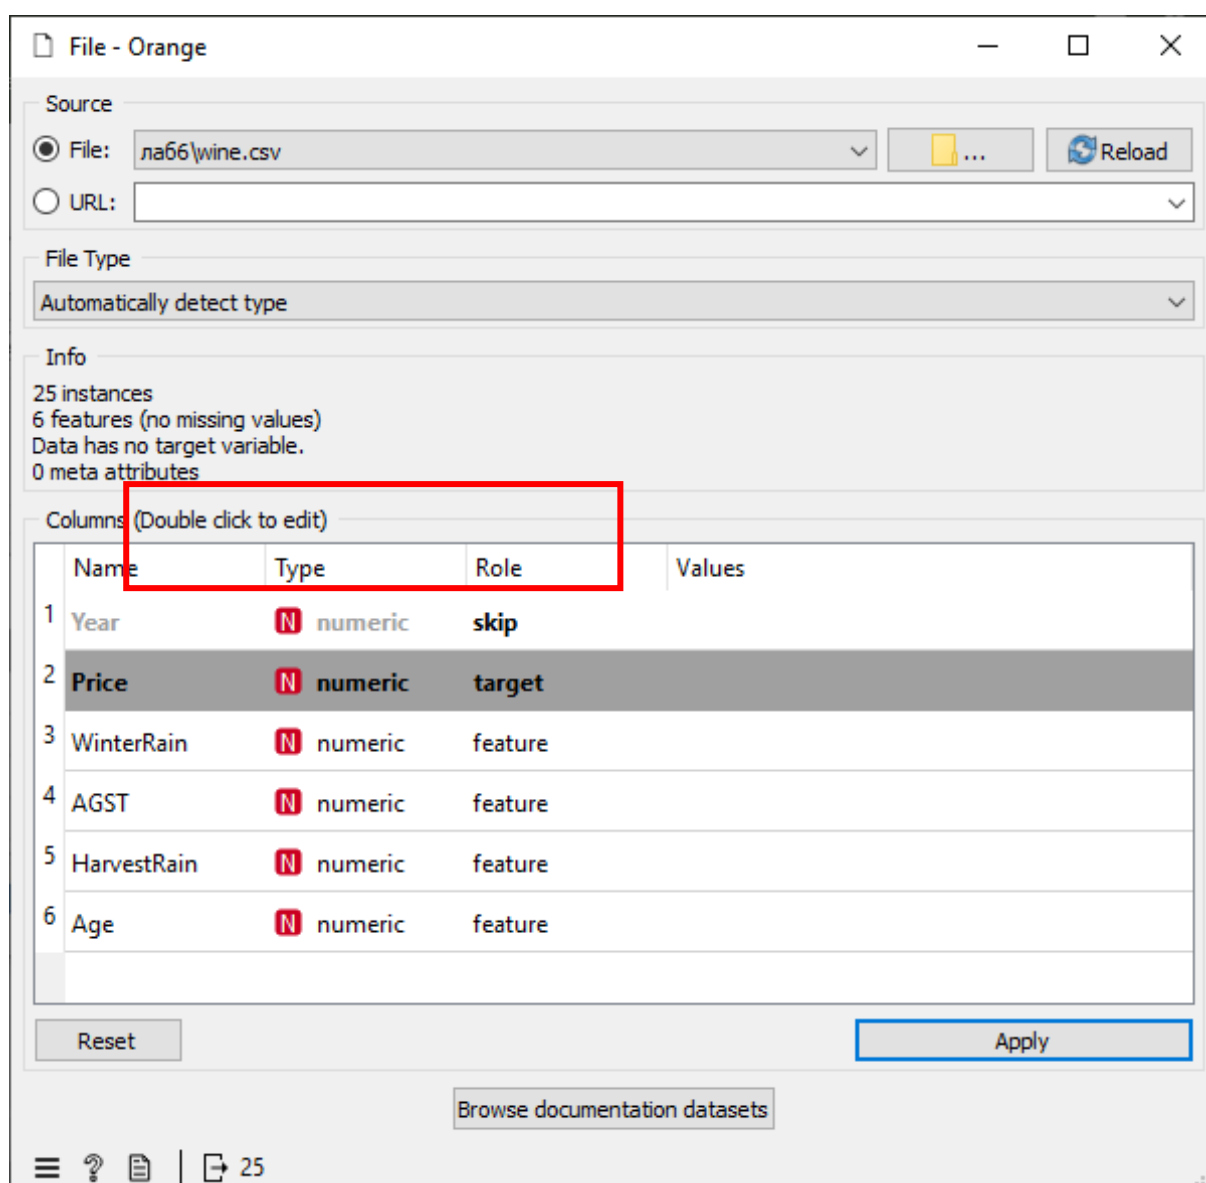 File - Orange
Source
File: лаб6\wine.csv ... Reload
URL:
File Type
Automatically detect type
Info
25 instances
6 features (no missing values)
Data has no target variable.
0 meta attributes
Columns (Double click to edit)
Name Type Role Values
1 Year N numeric skip
2 Price N numeric target
3 WinterRain N numeric feature
4 AGST N numeric feature
5 HarvestRain N numeric feature
6 Age N numeric feature
Reset Apply
Browse documentation datasets
? 25